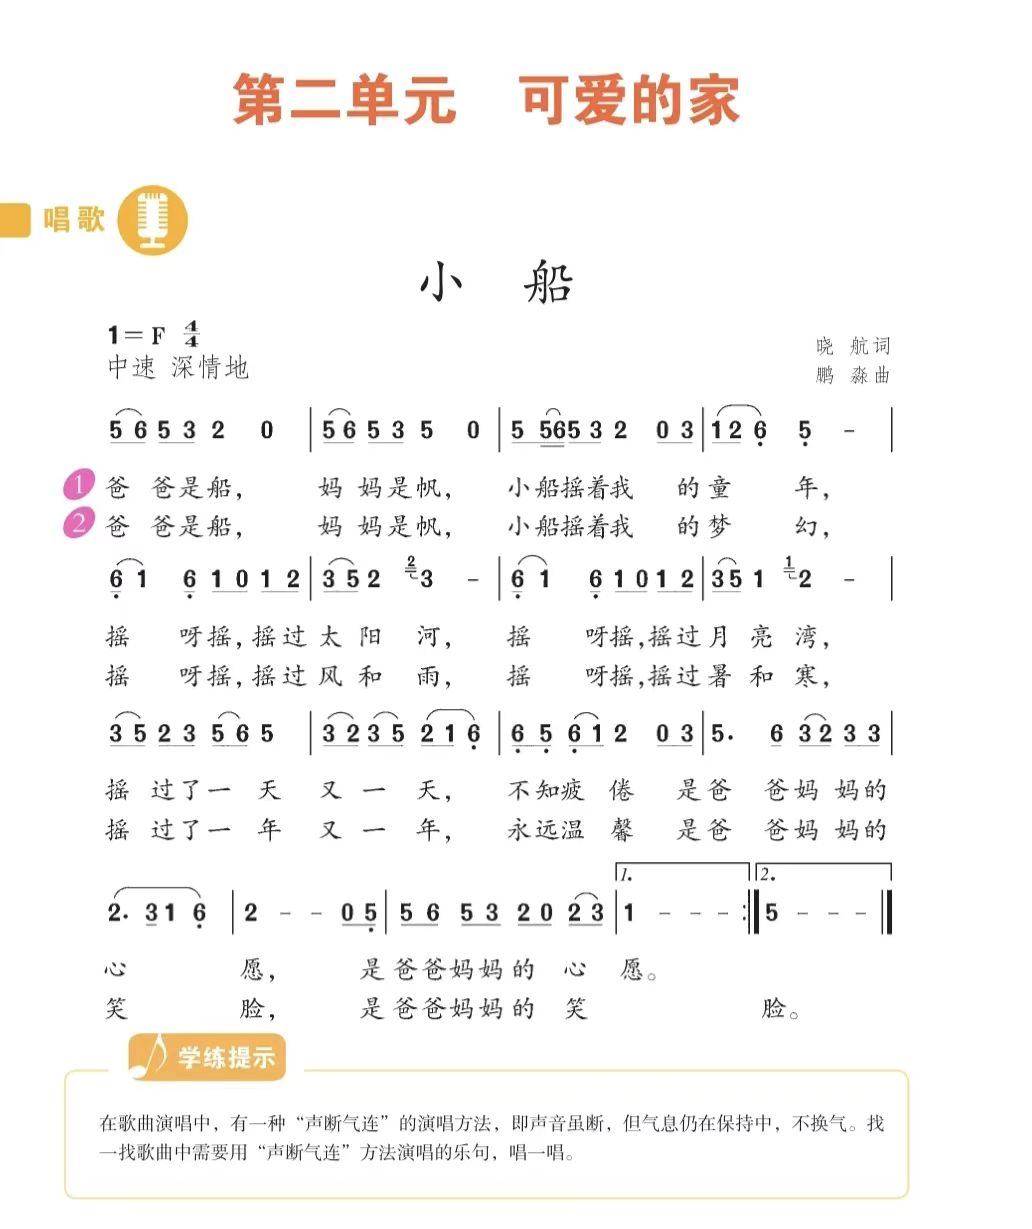 第二单元 可爱的家
唱歌
小 船
1=F 4/4
中速 深情地
晓 航词
鹏 淼曲
5 6 5 3 2 0 | 5 6 5 3 5 0 | 5 5 6 5 3 2 0 3 | 1 2 6 5 – |
1 爸 爸是船， 妈 妈是帆， 小船摇着我 的童 年，
2 爸 爸是船， 妈 妈是帆， 小船摇着我 的梦 幻，
6 1 6 1 0 1 2 | 3 5 2 2 3 – | 6 1 6 1 0 1 2 | 3 5 1 1 2 – |
摇 呀摇，摇过 太 阳 河， 摇 呀摇，摇过月 亮 湾，
摇 呀摇，摇过 风 和 雨， 摇 呀摇，摇过暑 和 寒，
3 5 2 3 5 6 5 | 3 2 3 5 2 1 6 | 6 5 6 1 2 0 3 | 5. 6 3 2 3 3 |
摇 过了一 天 又 一 天， 不知疲 倦 是爸 爸妈 妈的
摇 过了一 年 又 一 年， 永远温 馨 是爸 爸妈 妈的
1. 2.
2. 3 1 6 | 2 – – 0 5 | 5 6 5 3 2 0 2 3 | 1 – – – :| 5 – – – |
心 愿， 是爸爸妈妈的 心 愿。
笑 脸， 是爸爸妈妈的 笑 脸。
学练提示
在歌曲演唱中，有一种“声断气连”的演唱方法，即声音虽断，但气息仍在保持中，不换气。找
一找歌曲中需要用“声断气连”方法演唱的乐句，唱一唱。